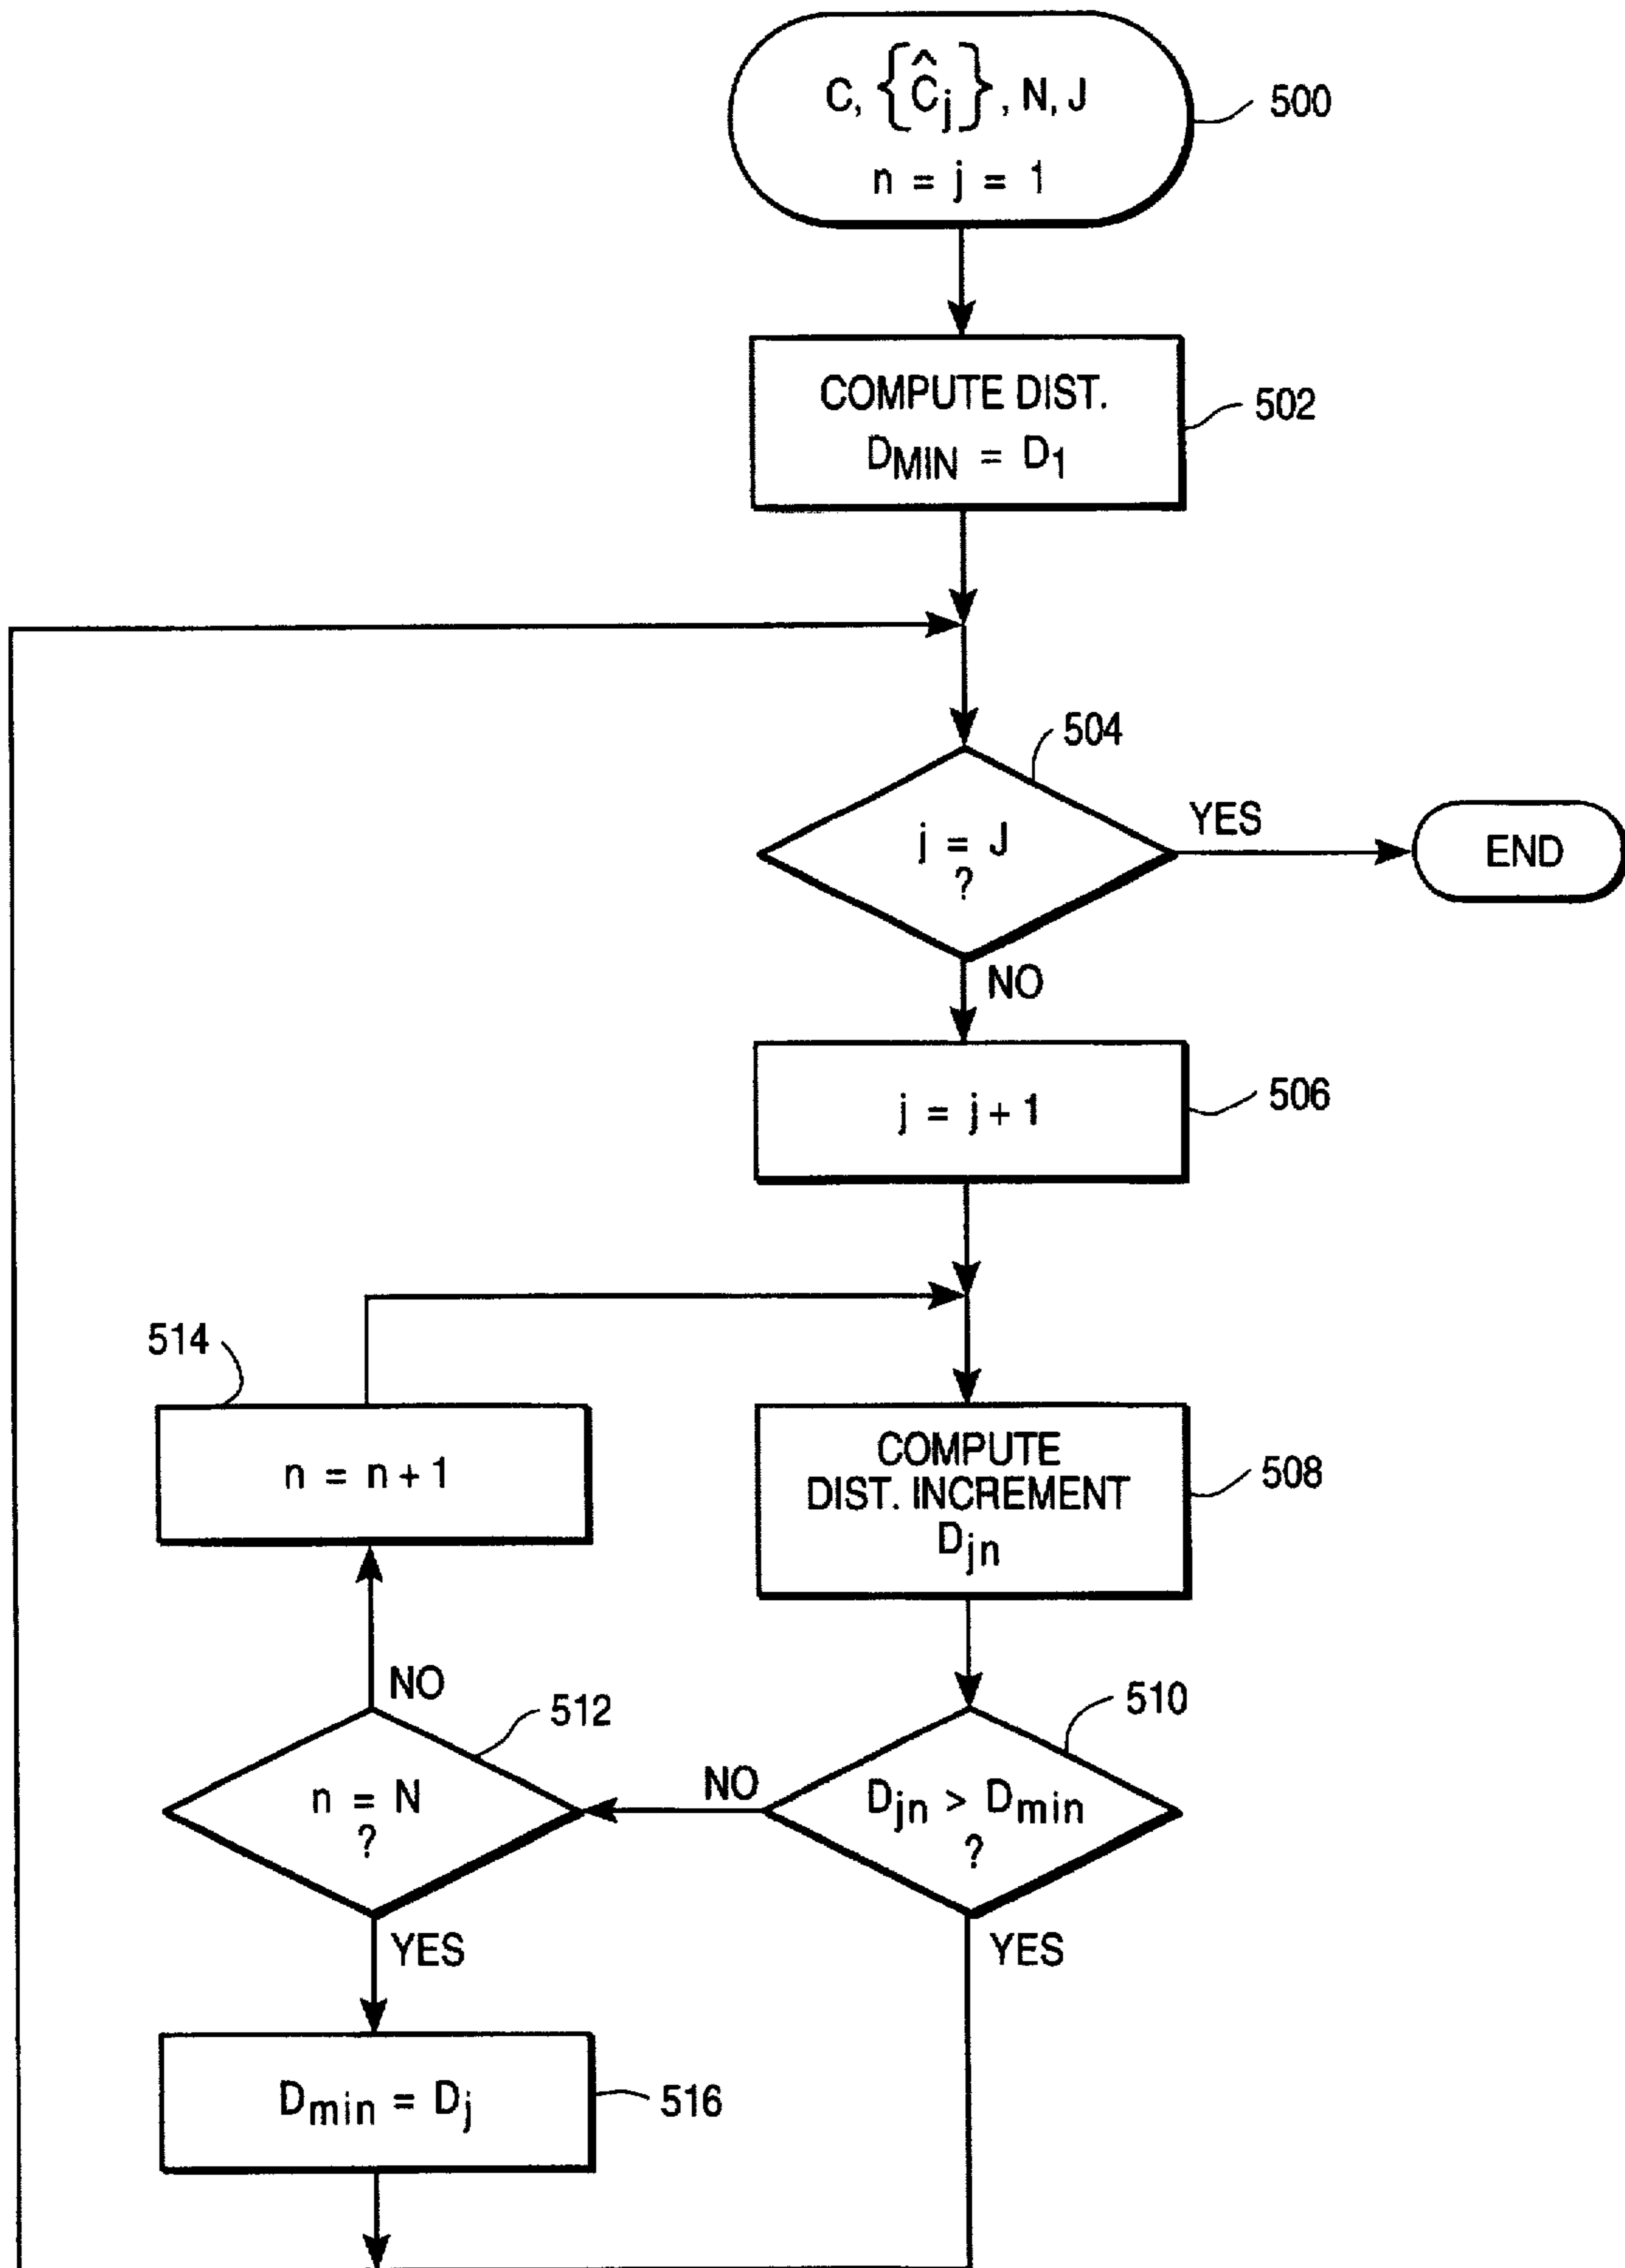 C, {Ĉj}, N, J
n = j = 1
500
COMPUTE DIST.
DMIN = D1
502
504
j = J
?
YES
END
NO
j = j + 1
506
514
n = n + 1
COMPUTE
DIST. INCREMENT
Djn
508
NO
512
n = N
?
NO
510
Djn > Dmin
?
YES
YES
Dmin = Dj
516